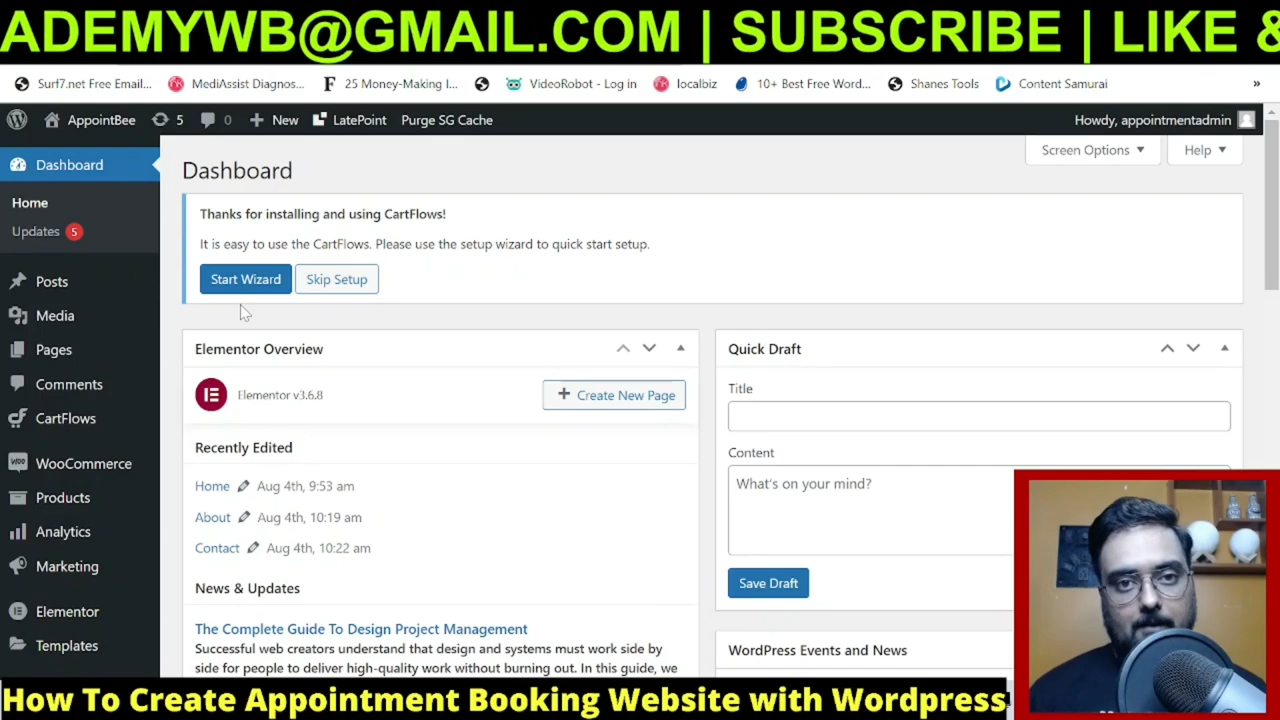 ADEMYWB@GMAIL.COM | SUBSCRIBE | LIKE &
Surf7.net Free Email... MediAssist Diagnos... 25 Money-Making I... VideoRobot - Log in localbiz 10+ Best Free Word... Shanes Tools Content Samurai »
AppointBee 5 0 New LatePoint Purge SG Cache Howdy, appointmentadmin
Screen Options Help
Dashboard
Home
Updates 5
Posts
Media
Pages
Comments
CartFlows
WooCommerce
Products
Analytics
Marketing
Elementor
Templates
Dashboard
Thanks for installing and using CartFlows!
It is easy to use the CartFlows. Please use the setup wizard to quick start setup.
Start Wizard Skip Setup
Elementor Overview
Elementor v3.6.8 + Create New Page
Recently Edited
Home Aug 4th, 9:53 am
About Aug 4th, 10:19 am
Contact Aug 4th, 10:22 am
News & Updates
The Complete Guide To Design Project Management
Successful web creators understand that design and systems must work side by
side for people to deliver high-quality work without burning out. In this guide, we
Quick Draft
Title
Content
What's on your mind?
Save Draft
WordPress Events and News
How To Create Appointment Booking Website with Wordpress